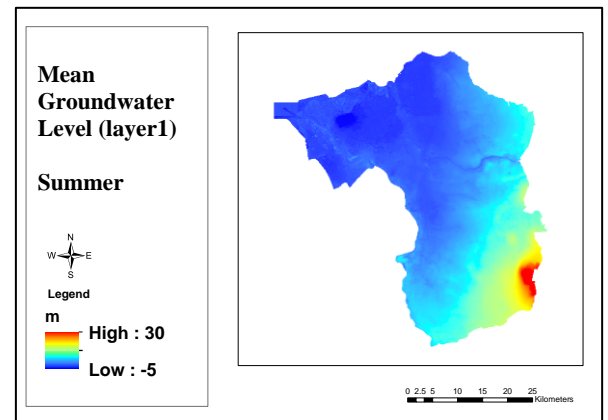 Mean
Groundwater
Level (layer1)
Summer
N
W E
S
Legend
m
High : 30
Low : -5
0 2.5 5 10 15 20 25
Kilometers